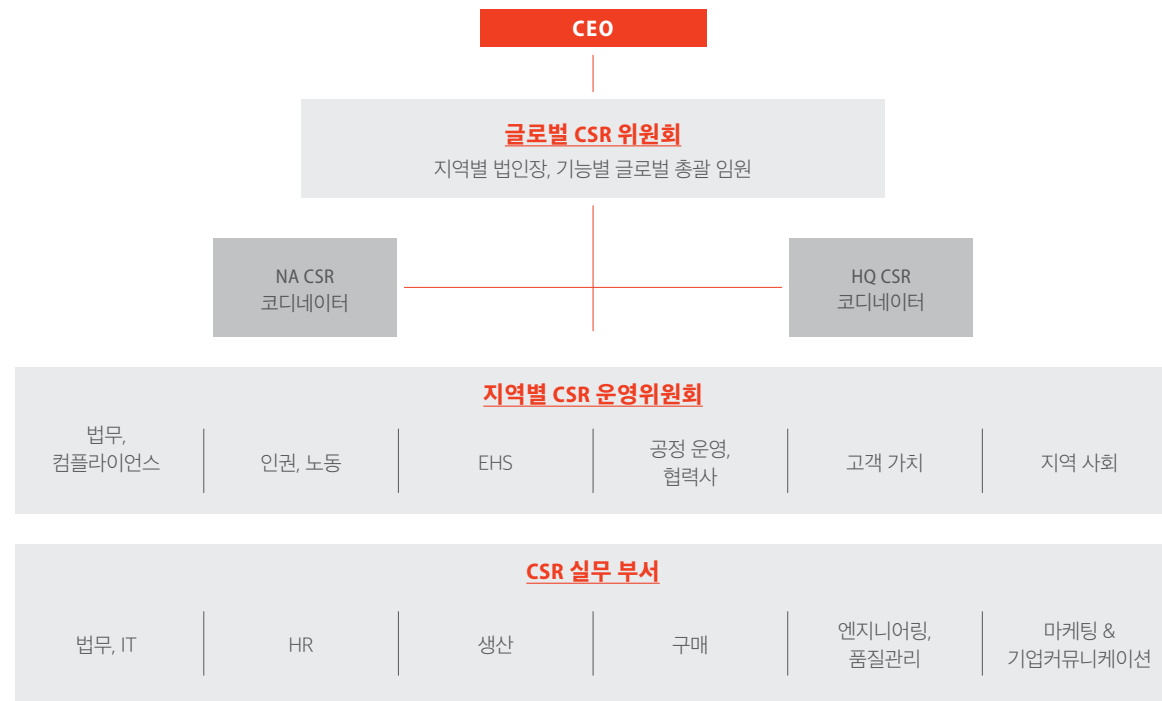 CEO
글로벌 CSR 위원회
지역별 법인장, 기능별 글로벌 총괄 임원
NA CSR
코디네이터
HQ CSR
코디네이터
지역별 CSR 운영위원회
법무,
컴플라이언스
인권, 노동
EHS
공정 운영,
협력사
고객 가치
지역 사회
CSR 실무 부서
법무, IT
HR
생산
구매
엔지니어링,
품질관리
마케팅 &
기업커뮤니케이션